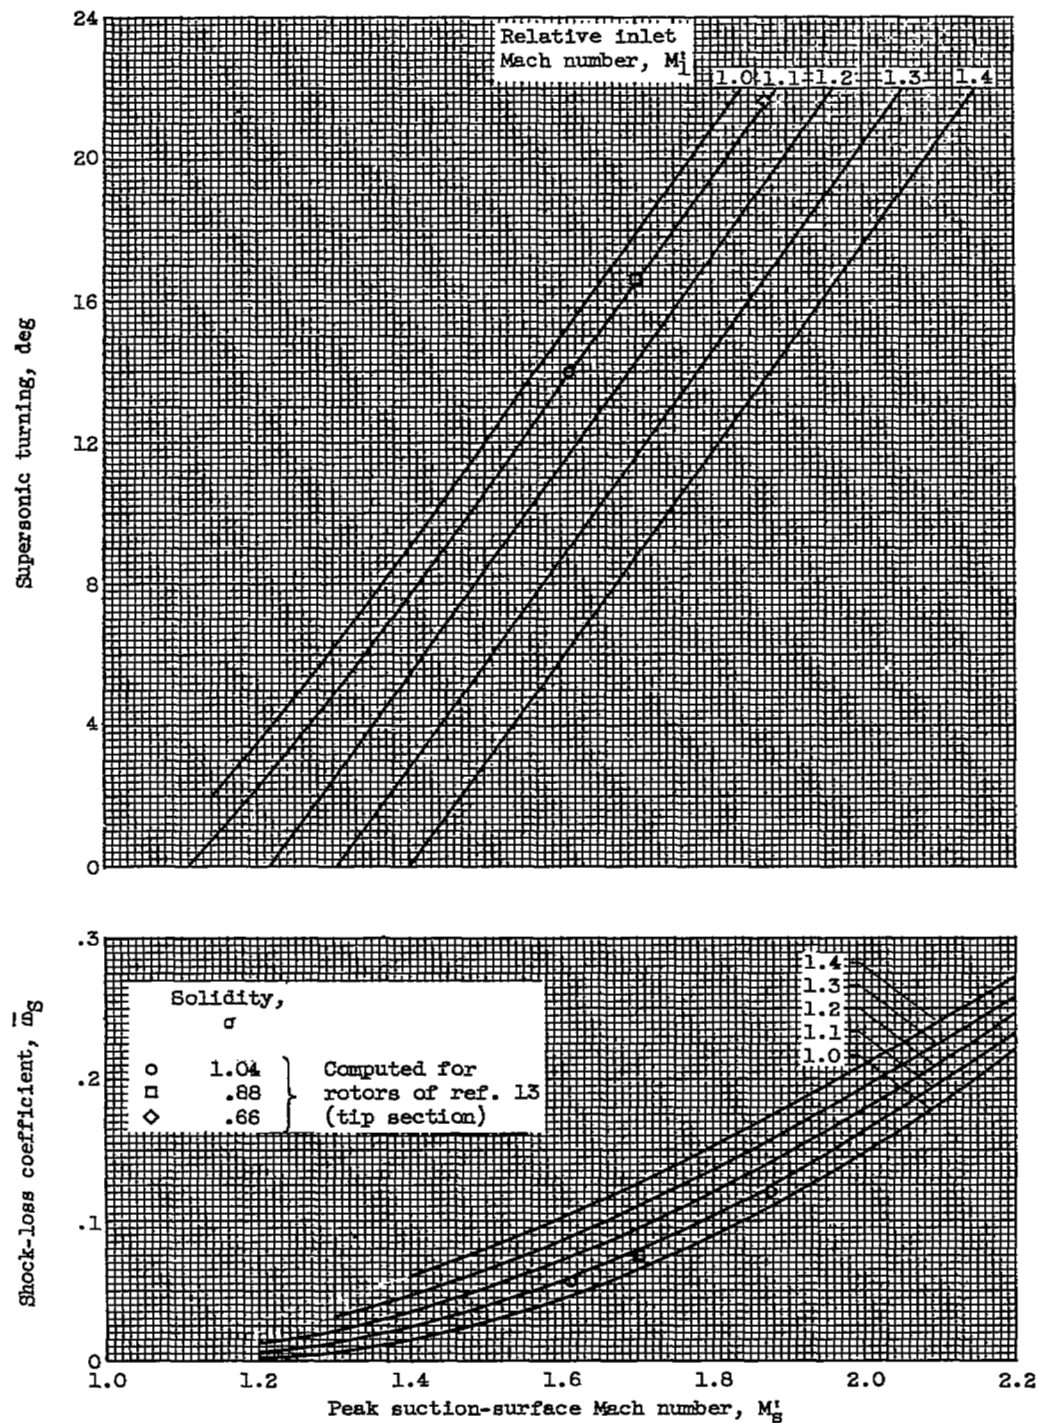 24
20
16
12
8
4
0
Supersonic turning, deg
Relative inlet
Mach number, M'1
1.0 1.1 1.2 1.3 1.4
.3
.2
.1
0
Shock-loss coefficient, ω̅S
Solidity,
σ
1.04
.88
.66
Computed for
rotors of ref. 13
(tip section)
1.4
1.3
1.2
1.1
1.0
1.0 1.2 1.4 1.6 1.8 2.0 2.2
Peak suction-surface Mach number, M's